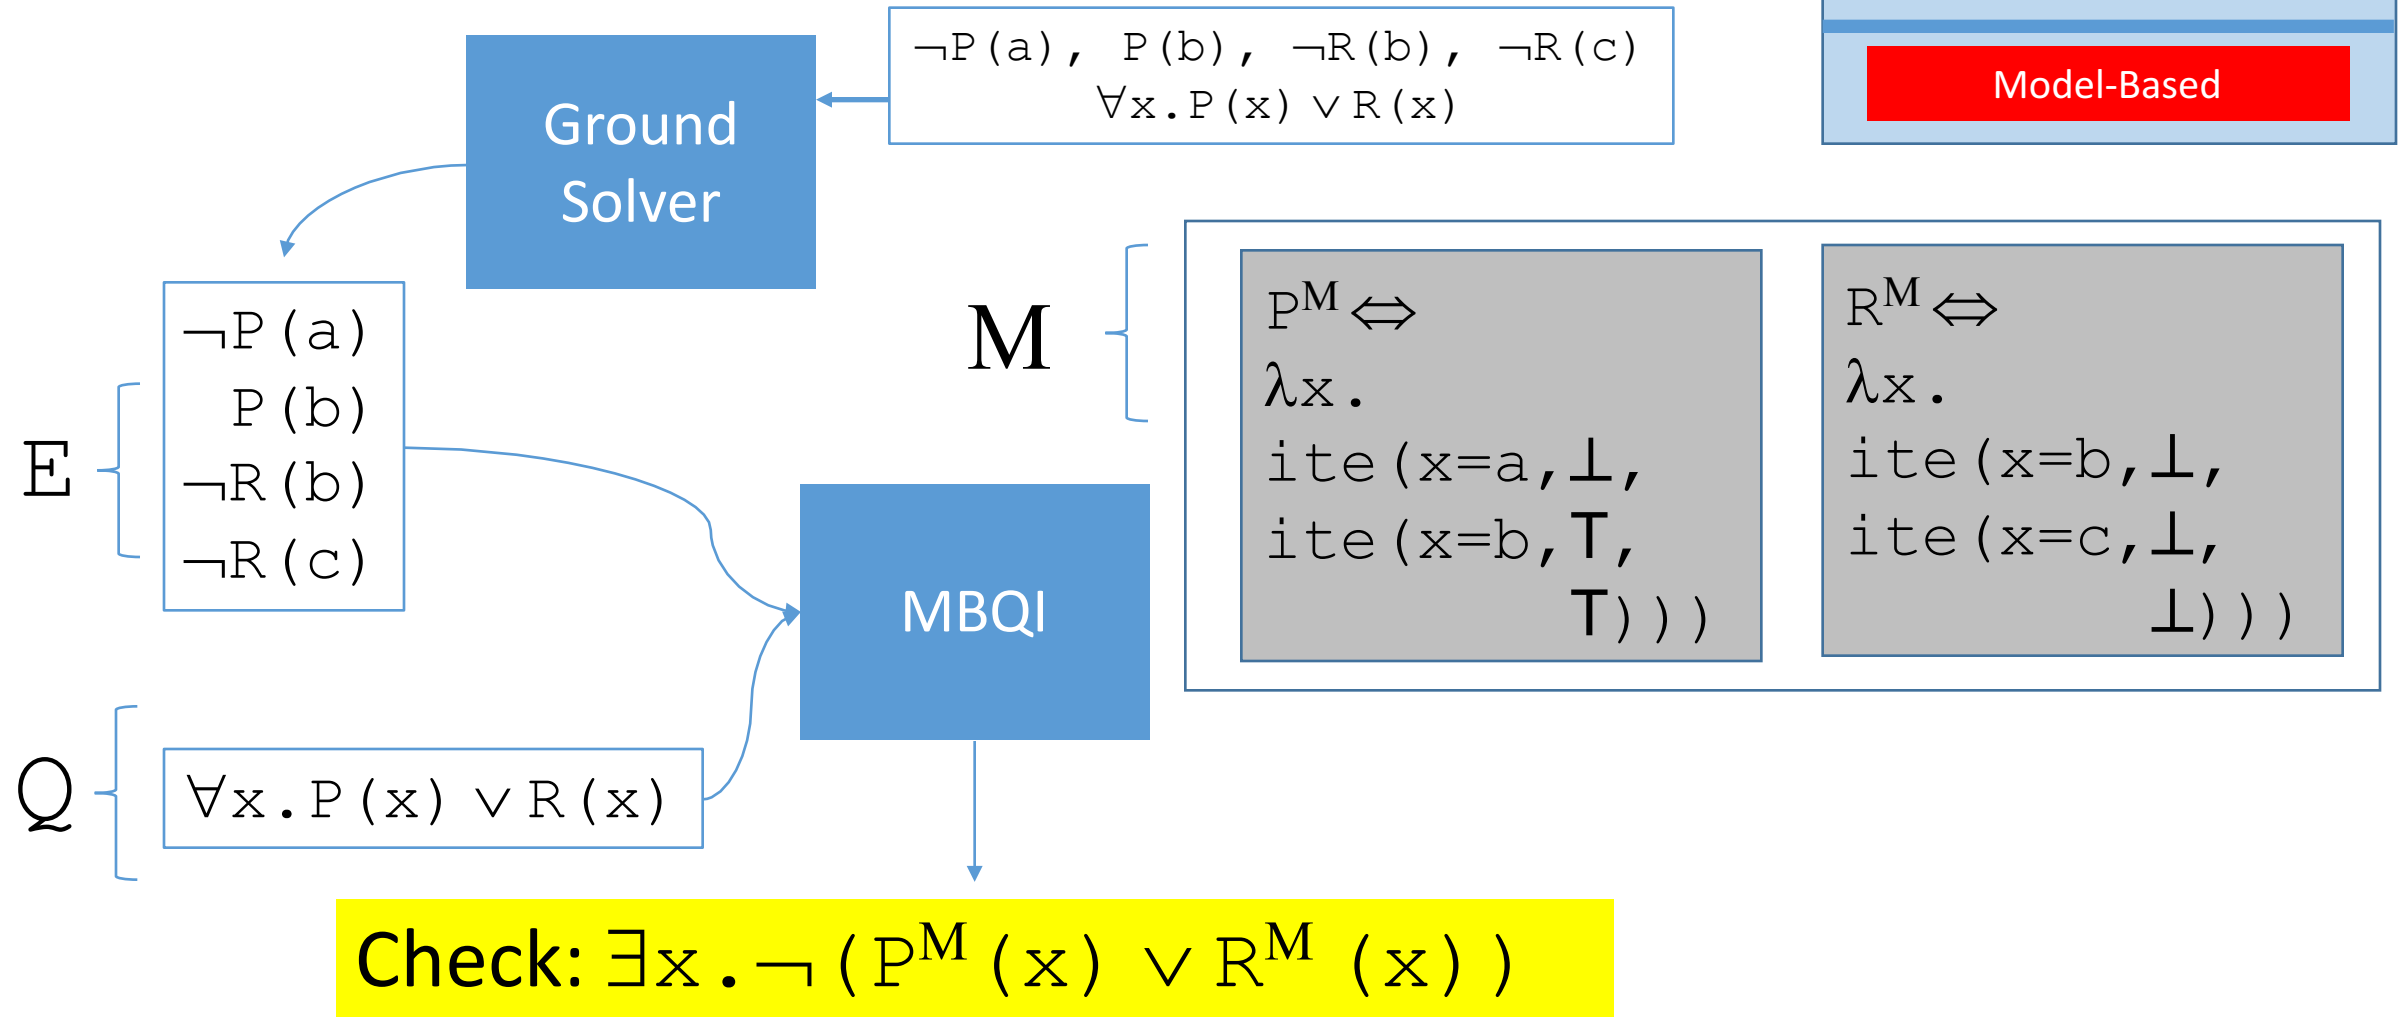 ¬P(a), P(b), ¬R(b), ¬R(c)
∀x.P(x)∨R(x)
Model-Based
Ground
Solver
M
P^M⇔
λx.
ite(x=a,⊥,
ite(x=b,⊤,
⊤)))
R^M⇔
λx.
ite(x=b,⊥,
ite(x=c,⊥,
⊥)))
E
¬P(a)
P(b)
¬R(b)
¬R(c)
MBQI
Q
∀x.P(x)∨R(x)
Check: ∃x.¬(P^M(x)∨R^M(x))